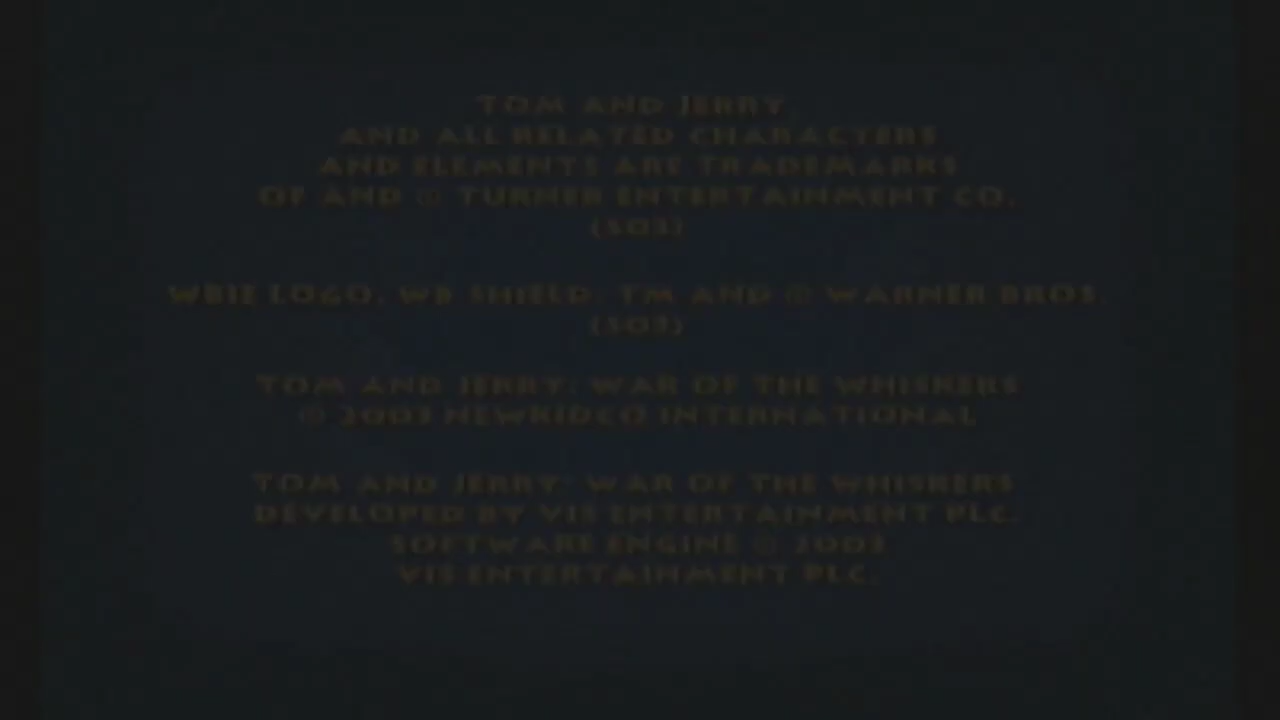 TOM AND JERRY,
AND ALL RELATED CHARACTERS
AND ELEMENTS ARE TRADEMARKS
OF AND © TURNER ENTERTAINMENT CO.
(S03)
WBIE LOGO, WB SHIELD: TM AND © WARNER BROS.
(S03)
TOM AND JERRY: WAR OF THE WHISKERS
© 2003 NEWKIDCO INTERNATIONAL
TOM AND JERRY: WAR OF THE WHISKERS
DEVELOPED BY VIS ENTERTAINMENT PLC.
SOFTWARE ENGINE © 2003
VIS ENTERTAINMENT PLC.